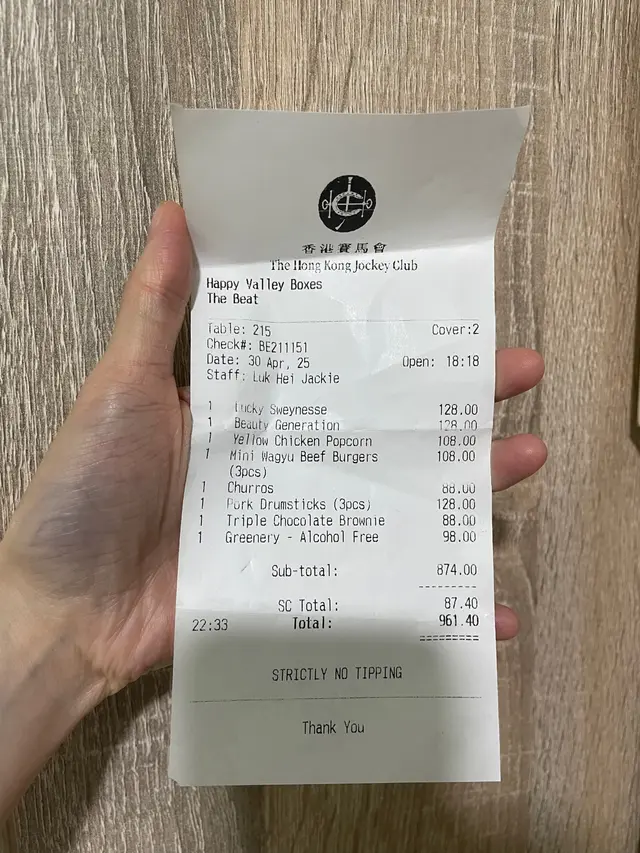 香港賽馬會
The Hong Kong Jockey Club
Happy Valley Boxes
The Beat
Table: 215 Cover:2
Check#: BE211151
Date: 30 Apr, 25 Open: 18:18
Staff: Luk Hei Jackie
1 Lucky Sweynesse 128.00
1 Beauty Generation 128.00
1 Yellow Chicken Popcorn 108.00
1 Mini Wagyu Beef Burgers 108.00
(3pcs)
1 Churros 88.00
1 Pork Drumsticks (3pcs) 128.00
1 Triple Chocolate Brownie 88.00
1 Greenery - Alcohol Free 98.00
Sub-total: 874.00
SC Total: 87.40
22:33 Total: 961.40
STRICTLY NO TIPPING
Thank You